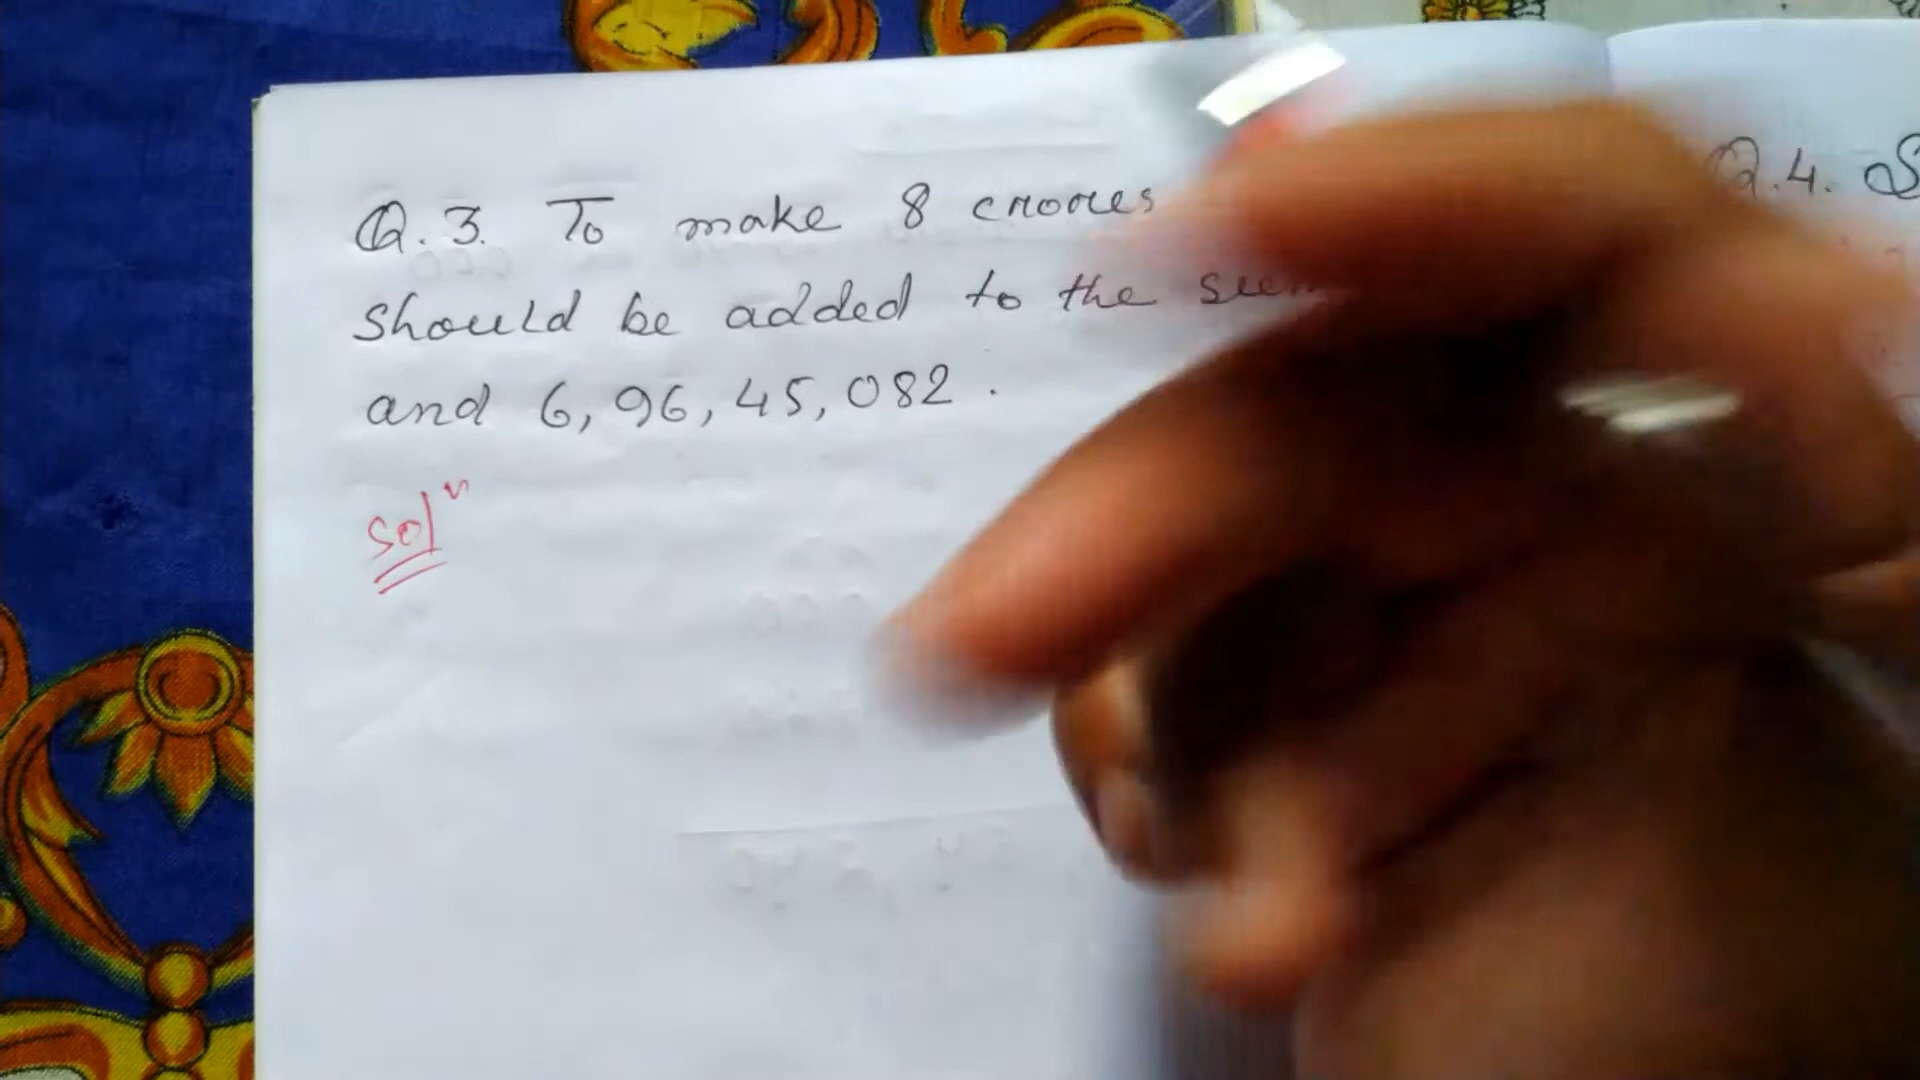 Q.3. To make 8 crores
should be added to the
and 6,96,45,082.
Soln
Q.4.